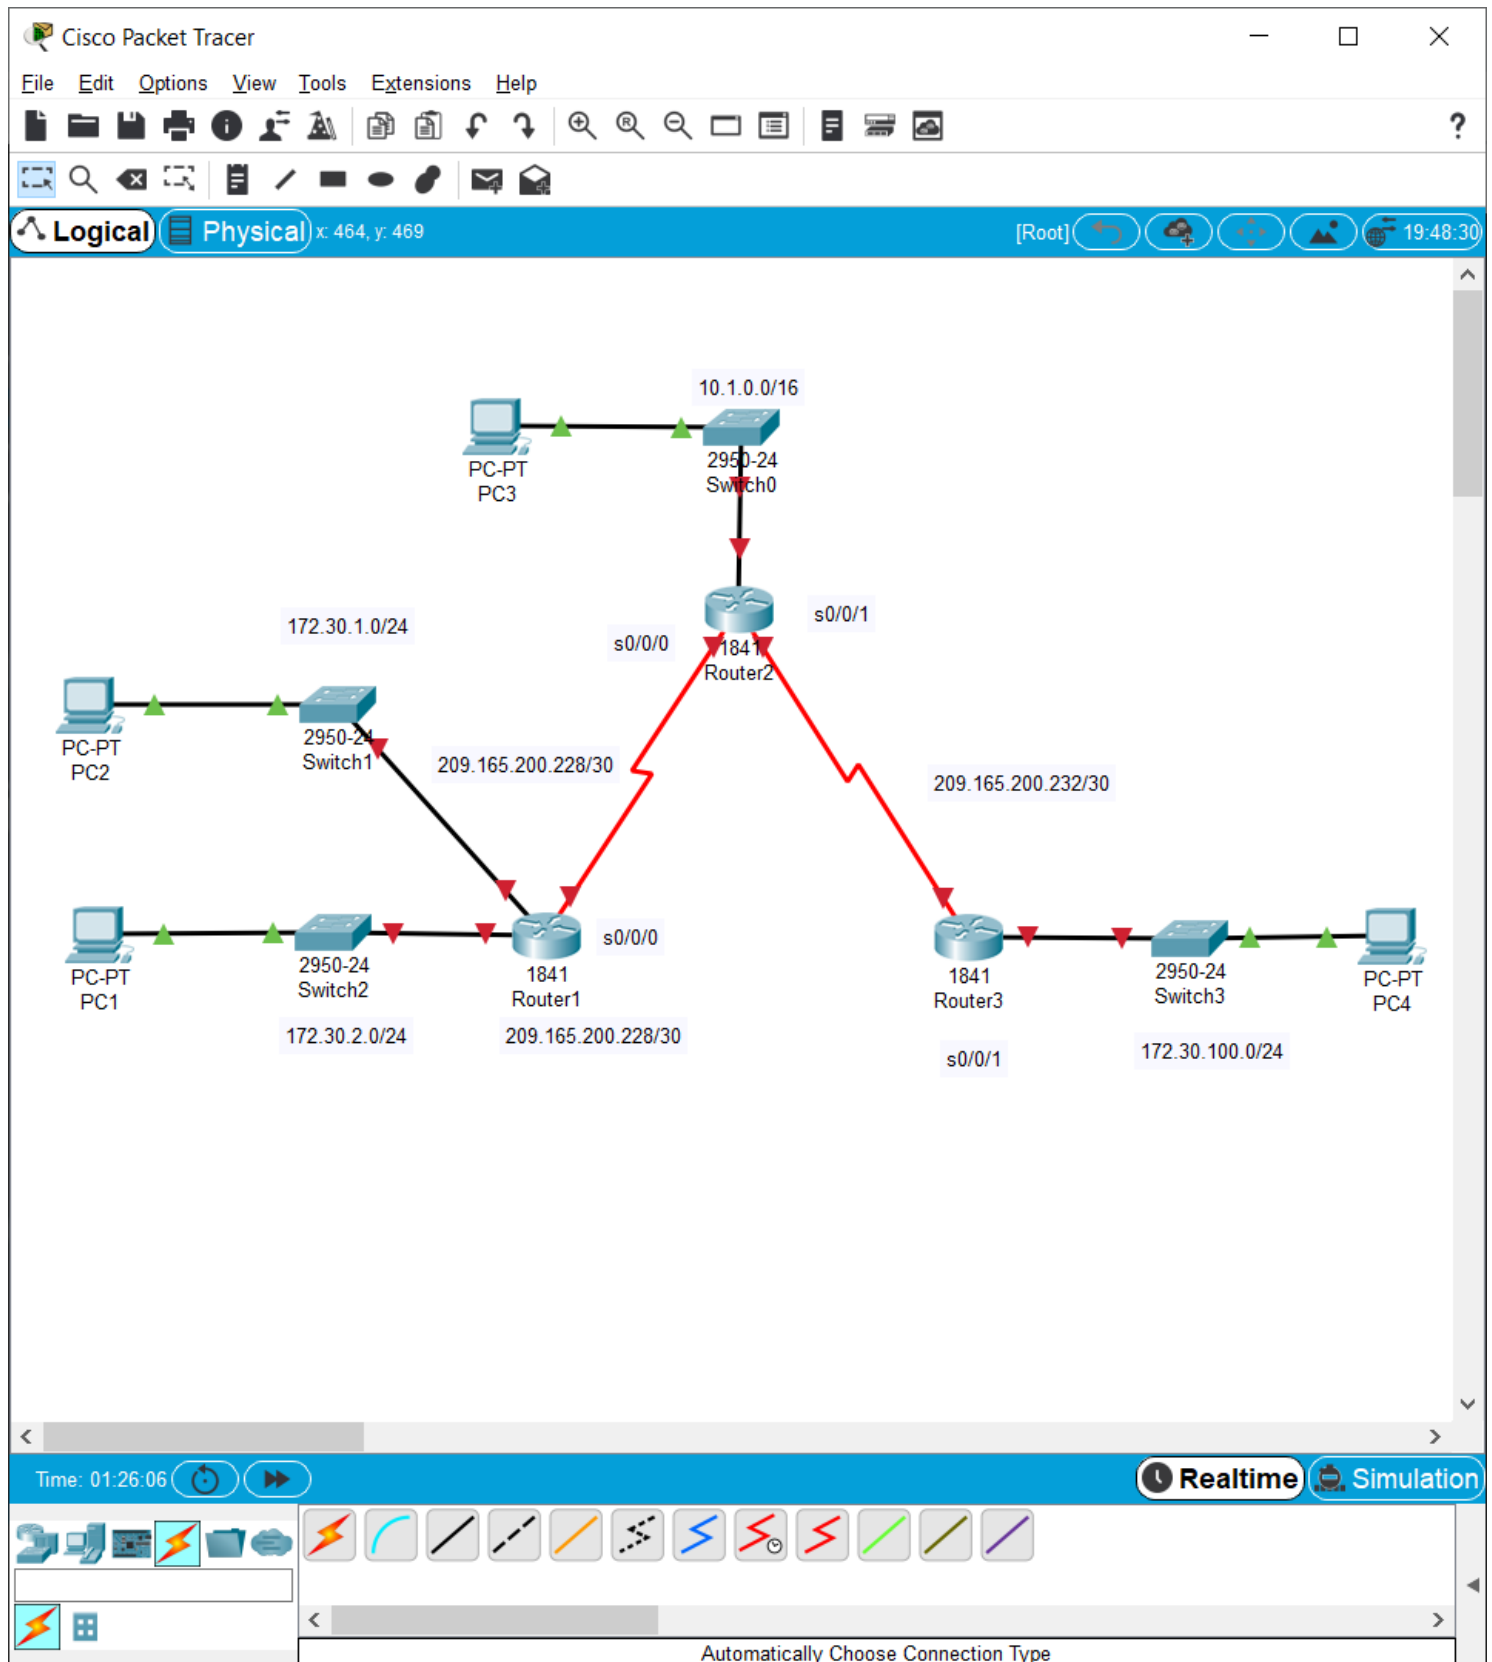 Cisco Packet Tracer
File Edit Options View Tools Extensions Help
Logical Physical x: 464, y: 469 [Root] 19:48:30
10.1.0.0/16
PC-PT
PC3
2950-24
Switch0
s0/0/1
172.30.1.0/24
s0/0/0
1841
Router2
PC-PT
PC2
2950-24
Switch1
209.165.200.228/30
209.165.200.232/30
s0/0/0
PC-PT
PC1
2950-24
Switch2
1841
Router1
1841
Router3
2950-24
Switch3
PC-PT
PC4
172.30.2.0/24
209.165.200.228/30
s0/0/1
172.30.100.0/24
Time: 01:26:06 Realtime Simulation
Automatically Choose Connection Type